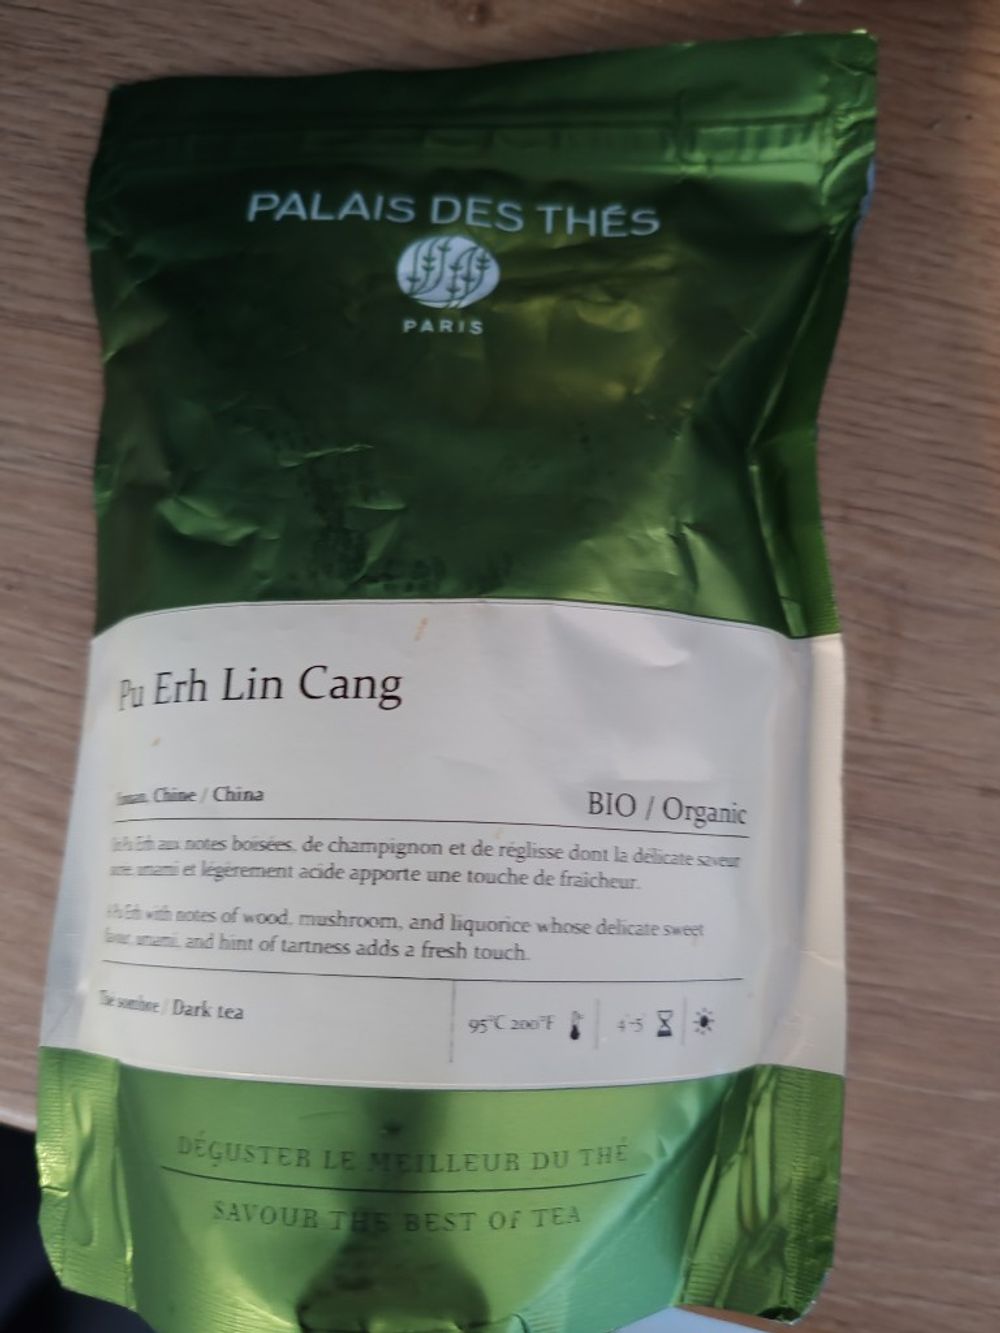 PALAIS DES THÉS
PARIS
Pu Erh Lin Cang
Chine / China
BIO / Organic
aux notes boisées, de champignon et de réglisse dont la délicate saveur
umami et légèrement acide apporte une touche de fraîcheur.
with notes of wood, mushroom, and liquorice whose delicate sweet
umami, and hint of tartness adds a fresh touch.
Thé sombre / Dark tea
95°C 200°F
4-5
DÉGUSTER LE MEILLEUR DU THÉ
SAVOUR THE BEST OF TEA